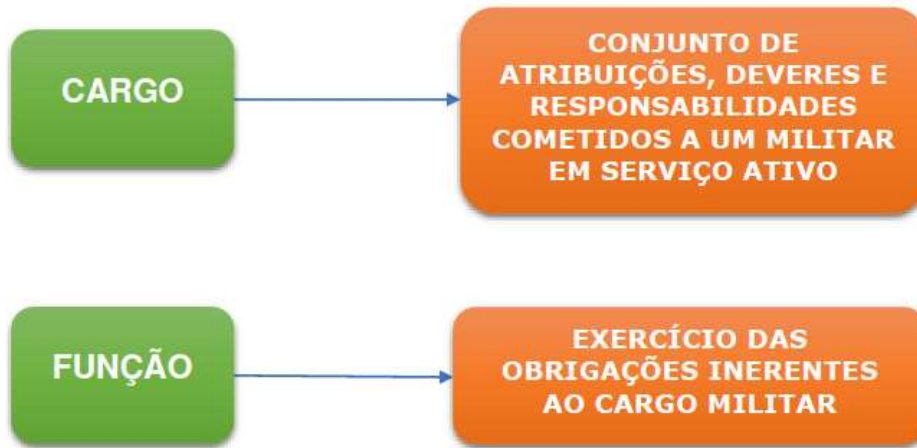 CARGO
CONJUNTO DE
ATRIBUIÇÕES, DEVERES E
RESPONSABILIDADES
COMETIDOS A UM MILITAR
EM SERVIÇO ATIVO
FUNÇÃO
EXERCÍCIO DAS
OBRIGAÇÕES INERENTES
AO CARGO MILITAR